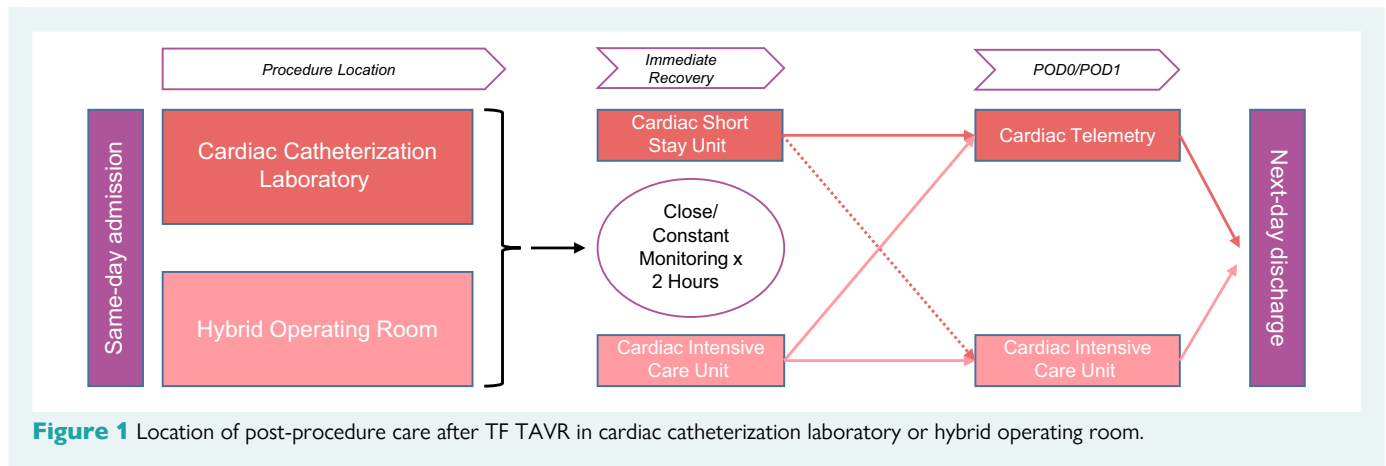 Procedure Location
Immediate
Recovery
POD0/POD1
Same-day admission
Cardiac Catheterization
Laboratory
Hybrid Operating Room
Cardiac Short
Stay Unit
Close/
Constant
Monitoring x
2 Hours
Cardiac Intensive
Care Unit
Cardiac Telemetry
Cardiac Intensive
Care Unit
Next-day discharge
Figure 1 Location of post-procedure care after TF TAVR in cardiac catheterization laboratory or hybrid operating room.